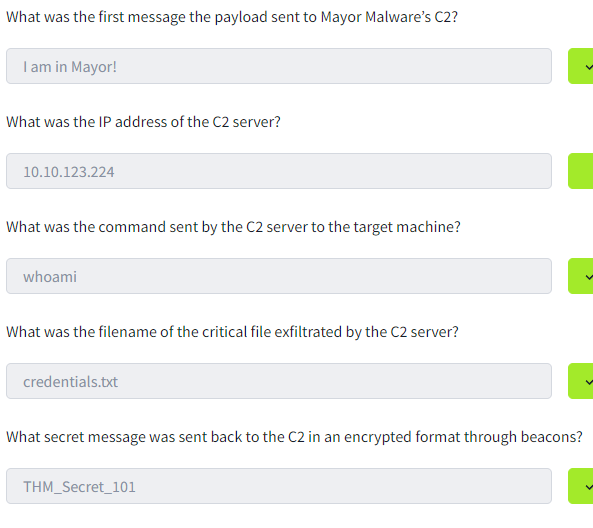 What was the first message the payload sent to Mayor Malware’s C2?
I am in Mayor!
What was the IP address of the C2 server?
10.10.123.224
What was the command sent by the C2 server to the target machine?
whoami
What was the filename of the critical file exfiltrated by the C2 server?
credentials.txt
What secret message was sent back to the C2 in an encrypted format through beacons?
THM_Secret_101